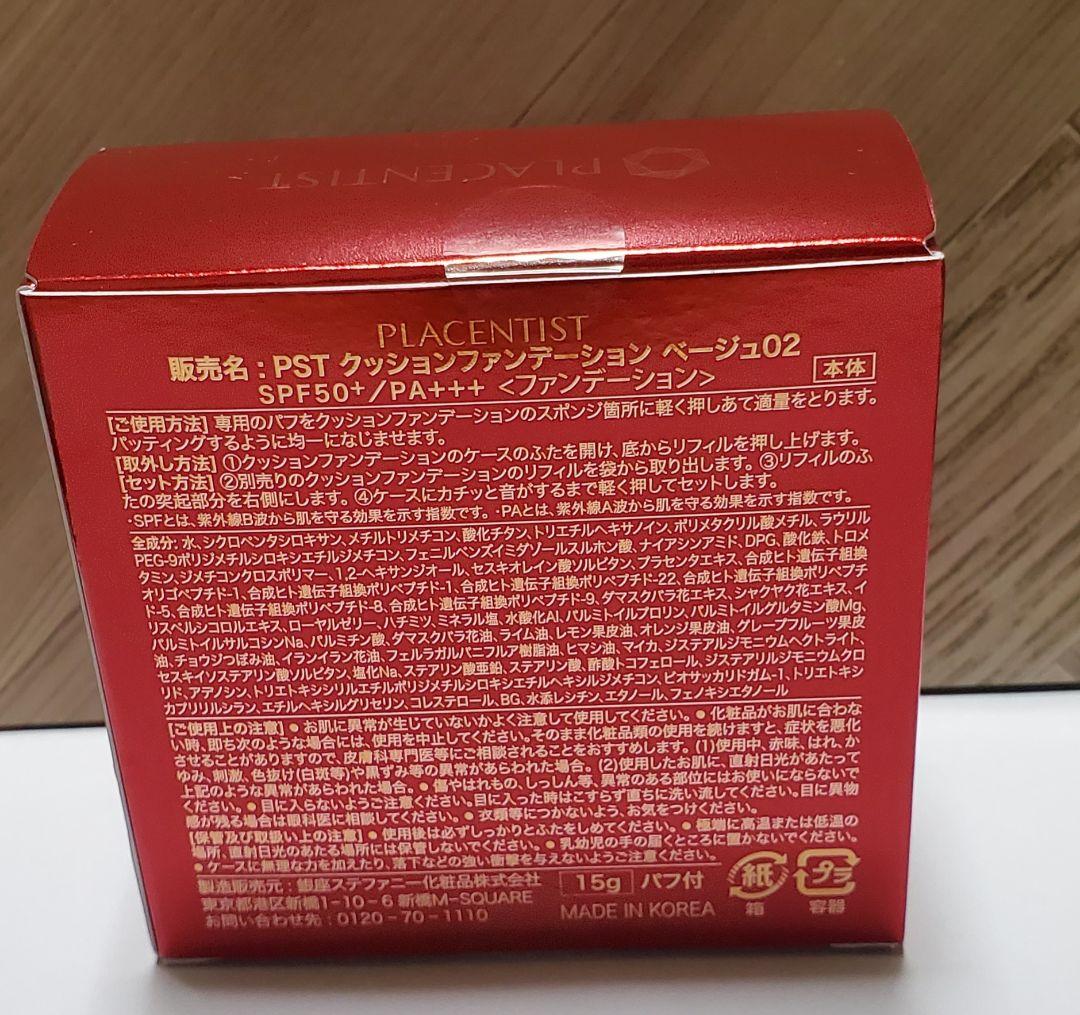 PLACENTIST
PLACENTIST
販売名：PST クッションファンデーション ベージュ02
SPF50+/PA+++ <ファンデーション>
本体
[ご使用方法] 専用のパフをクッションファンデーションのスポンジ箇所に軽く押しあて適量をとります。
パッティングするように均一になじませます。
[取外し方法] ①クッションファンデーションのケースのふたを開け、底からリフィルを押し上げます。
[セット方法] ②別売りのクッションファンデーションのリフィルを袋から取り出します。③リフィルのふ
たの突起部分を右側にします。④ケースにカチッと音がするまで軽く押してセットします。
・SPFとは、紫外線B波から肌を守る効果を示す指数です。・PAとは、紫外線A波から肌を守る効果を示す指数です。
全成分: 水、シクロペンタシロキサン、メチルトリメチコン、酸化チタン、トリエチルヘキサノイン、ポリメタクリル酸メチル、ラウリル
PEG-9ポリジメチルシロキシエチルジメチコン、フェニルベンズイミダゾールスルホン酸、ナイアシンアミド、DPG、酸化鉄、トロメ
タミン、ジメチコンクロスポリマー、1,2-ヘキサンジオール、セスキオレイン酸ソルビタン、プラセンタエキス、合成ヒト遺伝子組換
オリゴペプチド-1、合成ヒト遺伝子組換ポリペプチド-1、合成ヒト遺伝子組換ポリペプチド-22、合成ヒト遺伝子組換ポリペプチ
ド-5、合成ヒト遺伝子組換ポリペプチド-8、合成ヒト遺伝子組換ポリペプチド-9、ダマスクバラ花エキス、シャクヤク花エキス、イ
リスベルシコロルエキス、ローヤルゼリー、ハチミツ、ミネラル塩、水酸化Al、パルミトイルプロリン、パルミトイルグルタミン酸Mg、
パルミトイルサルコシンNa、パルミチン酸、ダマスクバラ花油、ライム油、レモン果皮油、オレンジ果皮油、グレープフルーツ果皮
油、チョウジつぼみ油、イランイラン花油、フェルラガルバニフルア樹脂油、ヒマシ油、マイカ、ジステアルジモニウムヘクトライト、
セスキイソステアリン酸ソルビタン、塩化Na、ステアリン酸亜鉛、ステアリン酸、酢酸トコフェロール、ジステアリルジモニウムクロ
リド、アデノシン、トリエトキシシリルエチルポリジメチルシロキシエチルヘキシルジメチコン、ビオサッカリドガム-1、トリエトキシ
カプリリルシラン、エチルヘキシルグリセリン、コレステロール、BG、水添レシチン、エタノール、フェノキシエタノール
[ご使用上の注意] ●お肌に異常が生じていないかよく注意して使用してください。●化粧品がお肌に合わな
い時、即ち次のような場合には、使用を中止してください。そのまま化粧品類の使用を続けますと、症状を悪化
させることがありますので、皮膚科専門医等にご相談されることをおすすめします。(1)使用中、赤味、はれ、か
ゆみ、刺激、色抜け(白斑等)や黒ずみ等の異常があらわれた場合。(2)使用したお肌に、直射日光があたって
上記のような異常があらわれた場合。●傷やはれもの、しっしん等、異常のある部位にはお使いにならないで
ください。●目に入らないようご注意ください。目に入った時はこすらず直ちに洗い流してください。目に異物
感が残る場合は眼科医に相談してください。●衣類等につかないよう、お気をつけください。
[保管及び取扱い上の注意] ●使用後は必ずしっかりとふたをしめてください。●極端に高温または低温の
場所、直射日光のあたる場所には保管しないでください。●乳幼児の手の届くところに置かないでください。
●ケースに無理な力を加えたり、落下などの強い衝撃を与えないようご注意ください。
製造販売元：銀座ステファニー化粧品株式会社
東京都港区新橋1-10-6 新橋M-SQUARE
お問い合わせ先：0120-70-1110
15g パフ付
MADE IN KOREA
紙
箱
プラ
容器